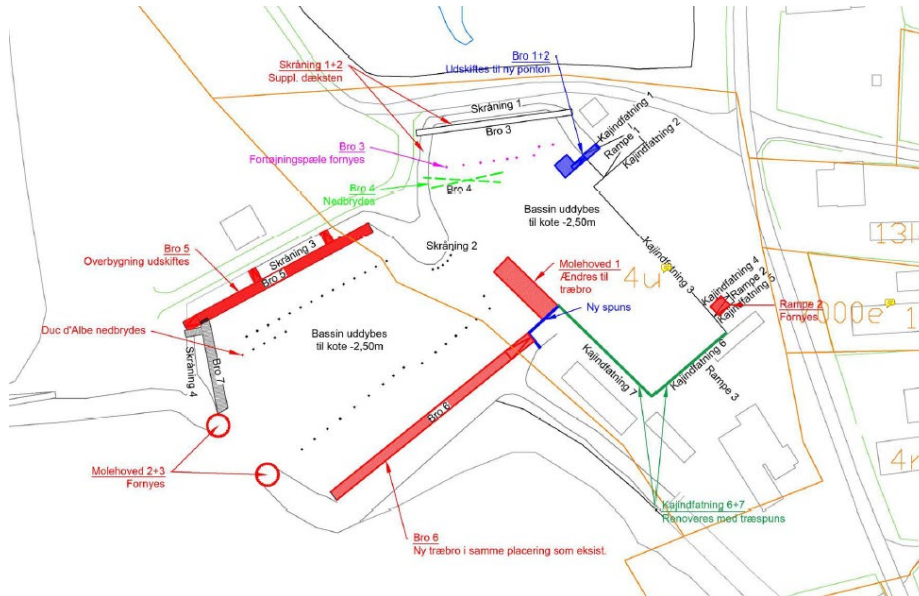 Skråning 1+2
Suppl. dæksten
Bro 1+2
Udskiftes til ny ponton
Skråning 1
Bro 3
Kajindfatning 1
Rampe 1
Kajindfatning 2
Bro 3
Fortøjningspæle fornyes
Bro 4
Nedbrydes
Bro 4
Bassin uddybes
til kote -2,50m
Skråning 2
Bro 5
Overbygning udskiftes
Skråning 3
Bro 5
Molehoved 1
Ændres til
træbro
Kajindfatning 3
4u
Kajindfatning 4
Rampe 2
Kajindfatning 5
Rampe 2
Fornyes
13l
000e
1
Ny spuns
Duc d'Albe nedbrydes
Bassin uddybes
til kote -2,50m
Skråning 4
Bro 7
Kajindfatning 6
Kajindfatning 7
Rampe 3
Bro 6
Molehoved 2+3
Fornyes
Kajindfatning 6+7
Renoveres med træspuns
Bro 6
Ny træbro i samme placering som eksist.